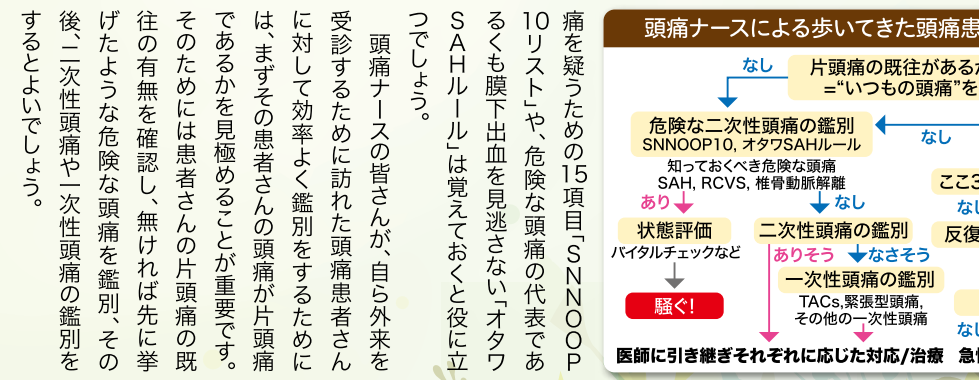 痛を疑うための15項目「SNNOOP
10リスト」や、危険な頭痛の代表であ
るくも膜下出血を見逃さない「オタワ
SAHルール」は覚えておくと役に立
つでしょう。
頭痛ナースの皆さんが、自ら外来を
受診するために訪れた頭痛患者さん
に対して効率よく鑑別をするために
は、まずその患者さんの頭痛が片頭痛
であるかを見極めることが重要です。
そのためには患者さんの片頭痛の既
往の有無を確認し、無ければ先に挙
げたような危険な頭痛を鑑別、その
後、二次性頭痛や一次性頭痛の鑑別を
するとよいでしょう。
頭痛ナースによる歩いてきた頭痛患
片頭痛の既往がある
=“いつもの頭痛”を
なし
危険な二次性頭痛の鑑別
SNNOOP10, オタワSAHルール
なし
知っておくべき危険な頭痛
SAH, RCVS, 椎骨動脈解離
ここ3
あり
なし
な
状態評価
二次性頭痛の鑑別
反復
バイタルチェックなど
ありそう
なさそう
一次性頭痛の鑑別
騒ぐ!
TACs,緊張型頭痛,
その他の一次性頭痛
な
医師に引き継ぎそれぞれに応じた対応/治療
急